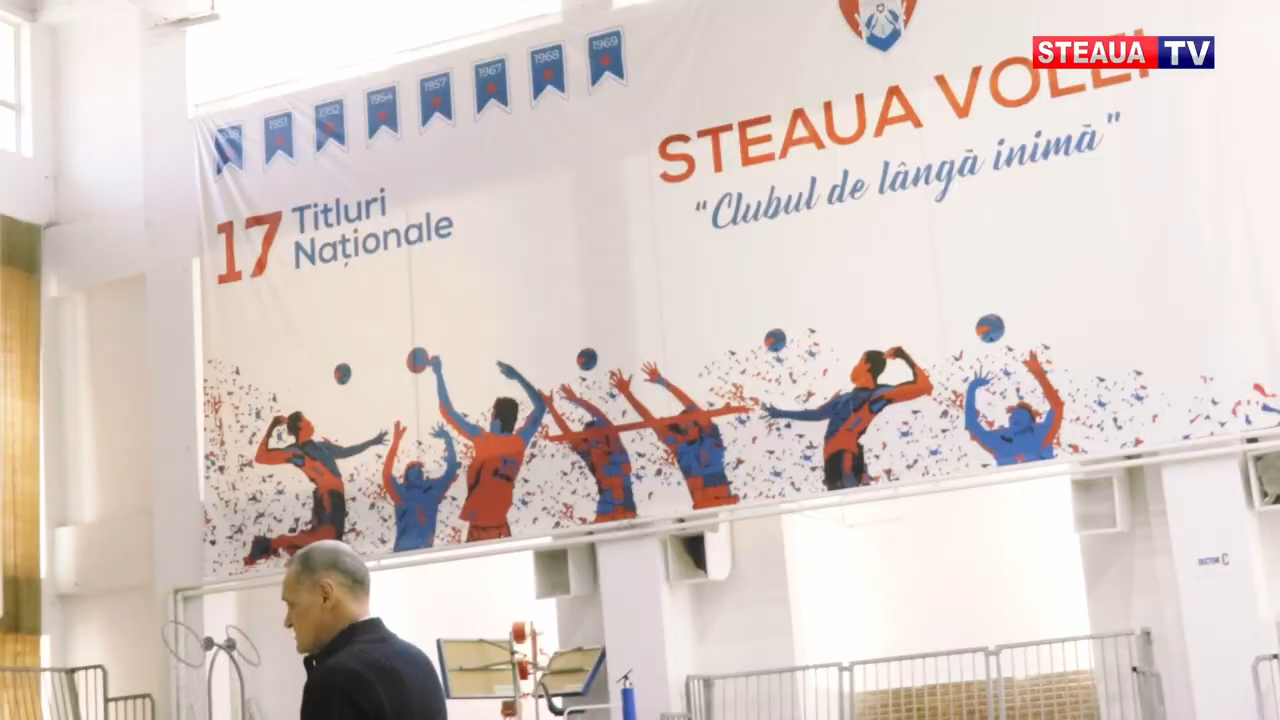 STEAUA TV
1951
1952
1954
1957
1967
1968
1969
STEAUA VOLEI
"Clubul de lângă inimă"
17 Titluri
Naționale
SECTOR C